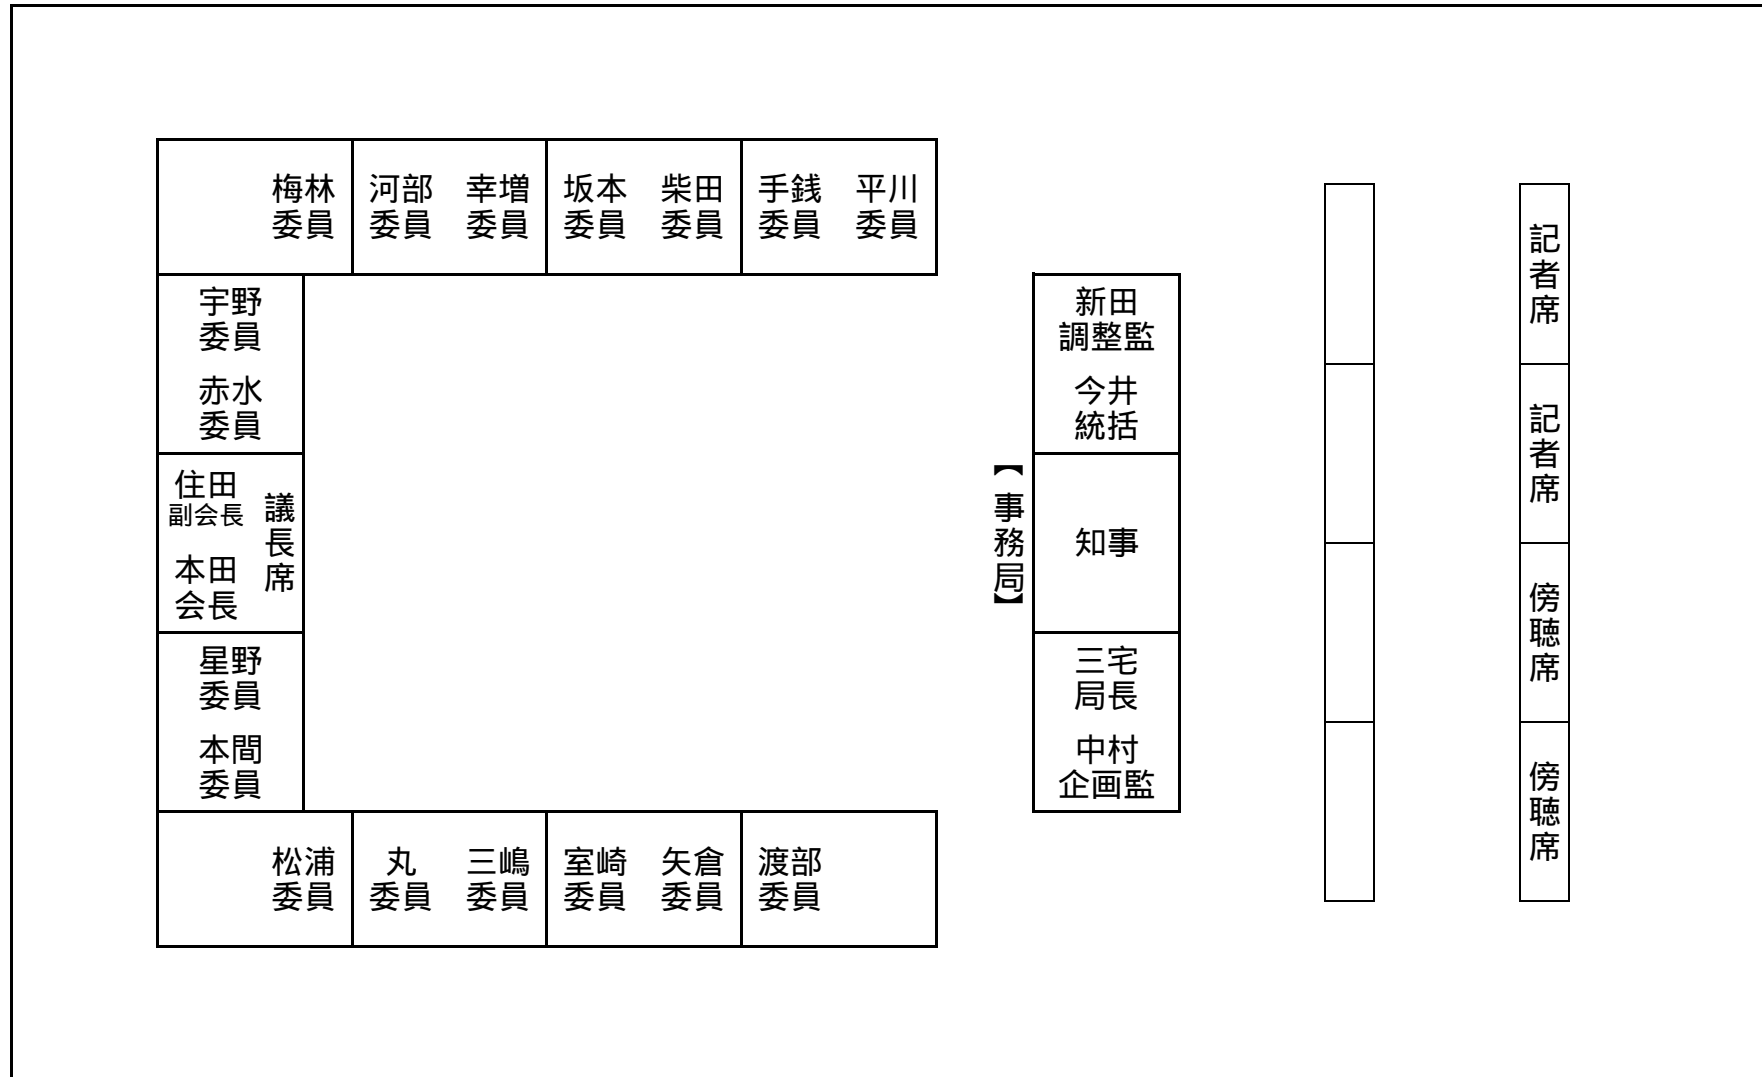 梅林
委員
河部
委員
幸増
委員
坂本
委員
柴田
委員
手銭
委員
平川
委員
宇野
委員
赤水
委員
住田
副会長
本田
会長
議長席
星野
委員
本間
委員
松浦
委員
丸
委員
三嶋
委員
室崎
委員
矢倉
委員
渡部
委員
【事務局】
新田
調整監
今井
統括
知事
三宅
局長
中村
企画監
記者席
記者席
傍聴席
傍聴席